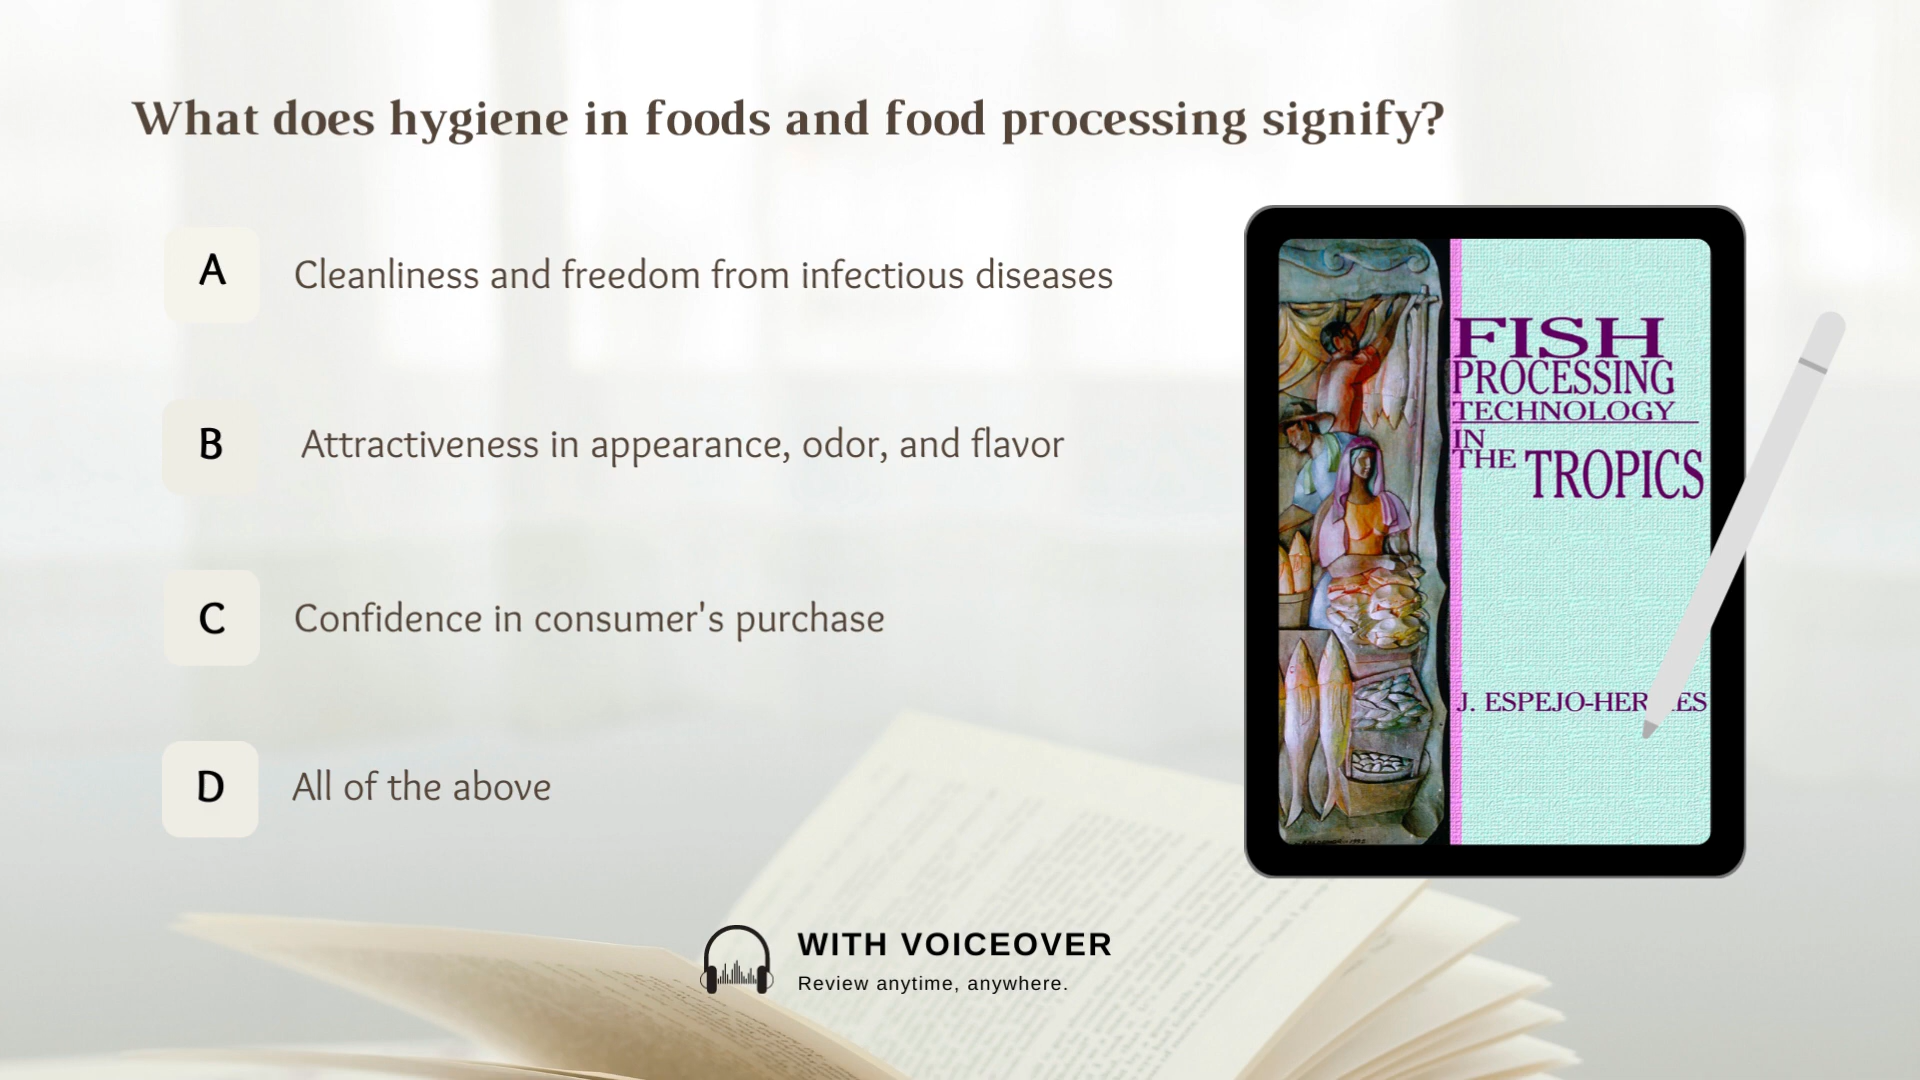 What does hygiene in foods and food processing signify?
A
Cleanliness and freedom from infectious diseases
B
Attractiveness in appearance, odor, and flavor
C
Confidence in consumer's purchase
D
All of the above
FISH
PROCESSING
TECHNOLOGY
IN
THE TROPICS
WITH VOICEOVER
Review anytime, anywhere.
J.